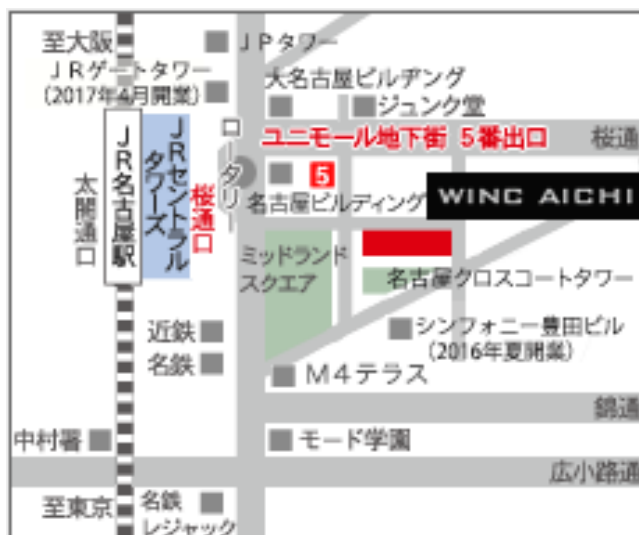 至大阪
JPタワー
JRゲートタワー
(2017年4月開業)
大名古屋ビルヂング
ジュンク堂
ユニモール地下街 5番出口
桜通
ロータリー
JR名古屋駅
JRセントラル
タワーズ
桜通口
太閤通口
5
名古屋ビルディング
WINC AICHI
ミッドランド
スクエア
名古屋クロスコートタワー
近鉄
名鉄
シンフォニー豊田ビル
(2016年夏開業)
M4テラス
錦通
中村署
モード学園
広小路通
至東京
名鉄
レジャック